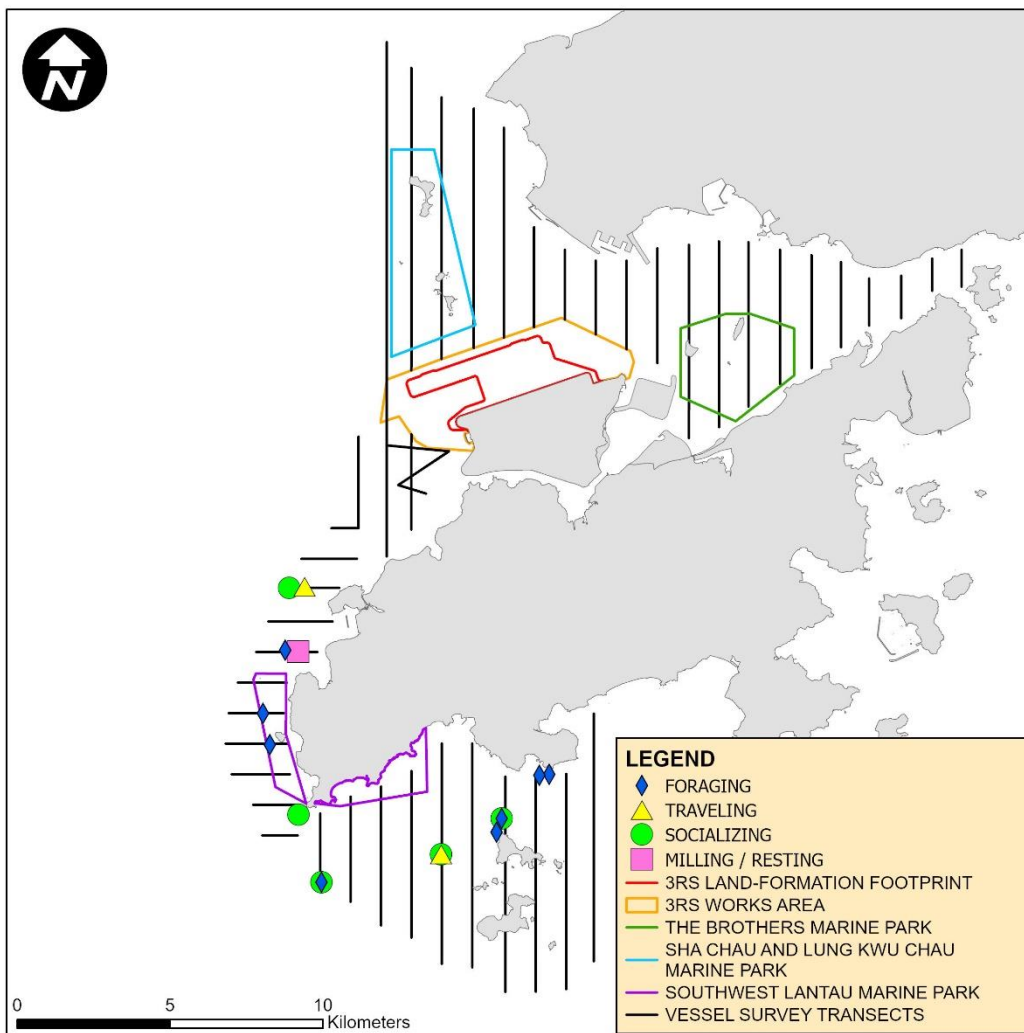 N
LEGEND
FORAGING
TRAVELING
SOCIALIZING
MILLING / RESTING
3RS LAND-FORMATION FOOTPRINT
3RS WORKS AREA
THE BROTHERS MARINE PARK
SHA CHAU AND LUNG KWU CHAU
MARINE PARK
SOUTHWEST LANTAU MARINE PARK
VESSEL SURVEY TRANSECTS
0 5 10
Kilometers